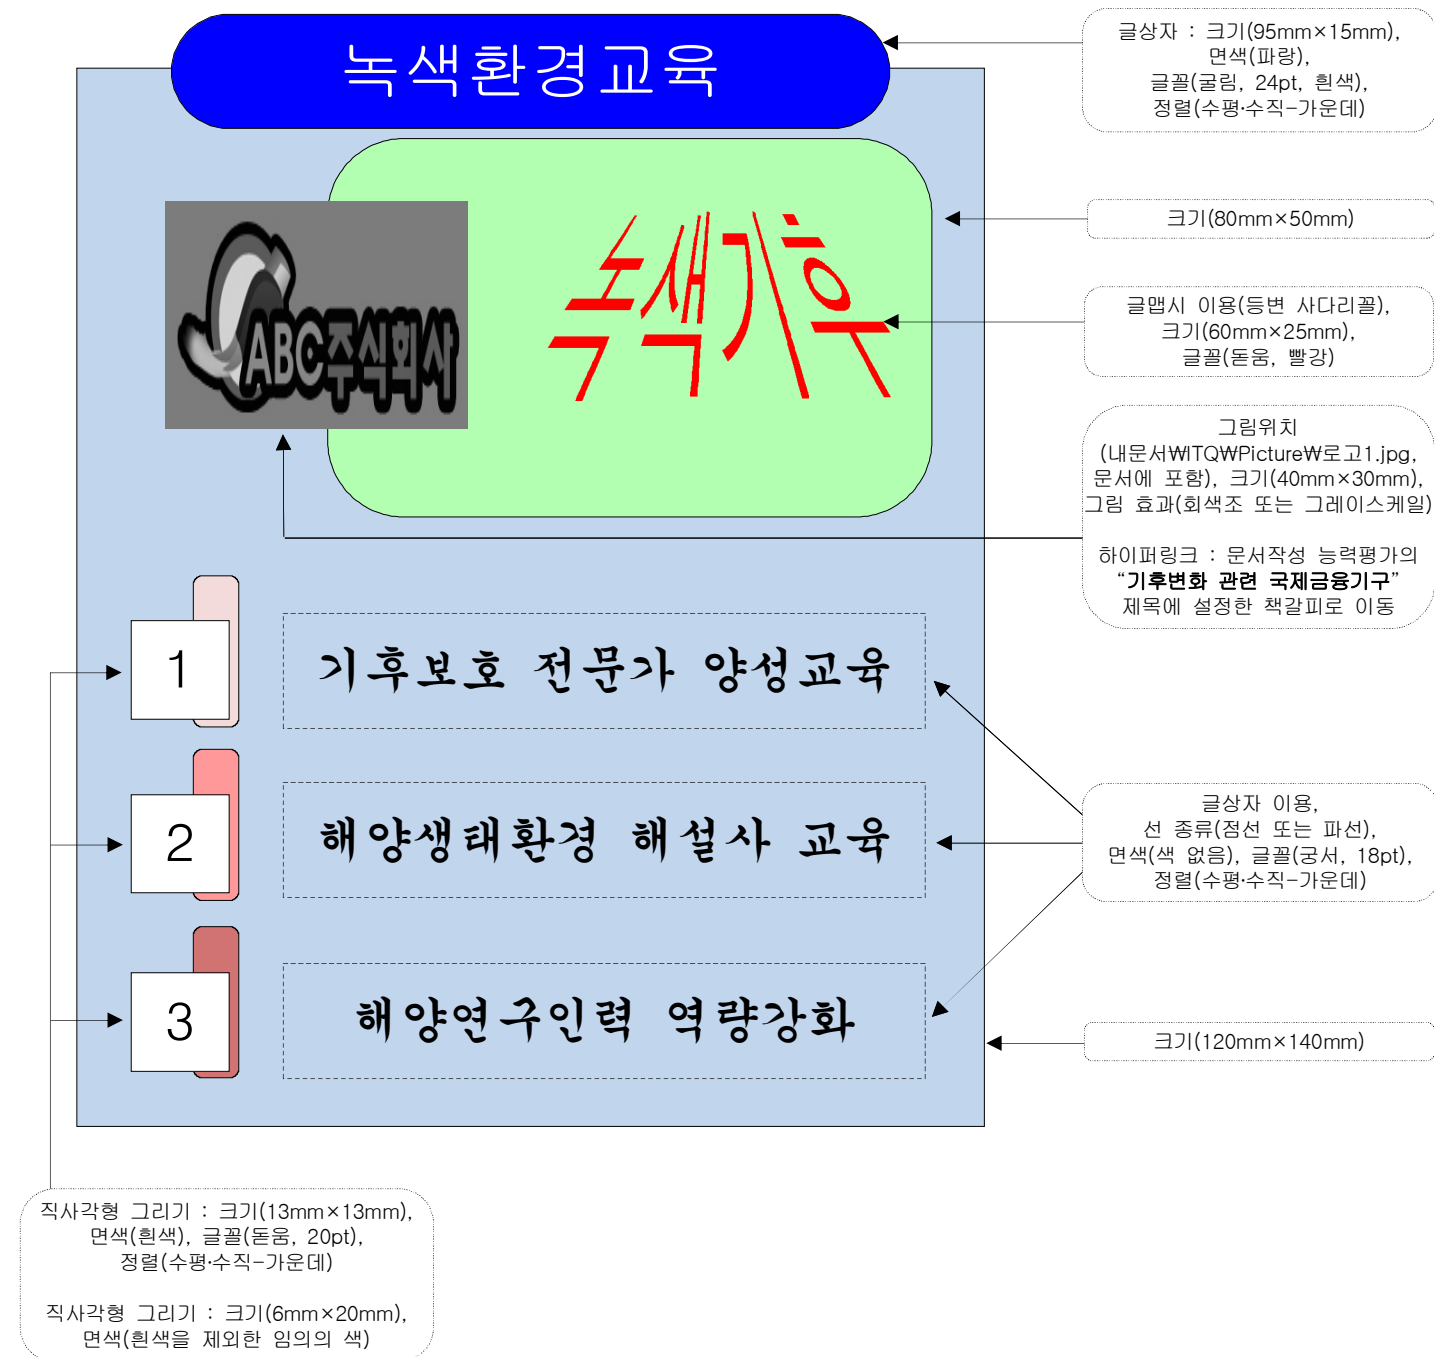 녹색환경교육
글상자 : 크기(95mm×15mm),
면색(파랑),
글꼴(굴림, 24pt, 흰색),
정렬(수평·수직-가운데)
크기(80mm×50mm)
녹색기후
ABC주식회사
글맵시 이용(등변 사다리꼴),
크기(60mm×25mm),
글꼴(돋움, 빨강)
그림위치
(내문서₩ITQ₩Picture₩로고1.jpg,
문서에 포함), 크기(40mm×30mm),
그림 효과(회색조 또는 그레이스케일)
하이퍼링크 : 문서작성 능력평가의
“기후변화 관련 국제금융기구”
제목에 설정한 책갈피로 이동
1 기후보호 전문가 양성교육
2 해양생태환경 해설사 교육
글상자 이용,
선 종류(점선 또는 파선),
면색(색 없음), 글꼴(궁서, 18pt),
정렬(수평·수직-가운데)
3 해양연구인력 역량강화
크기(120mm×140mm)
직사각형 그리기 : 크기(13mm×13mm),
면색(흰색), 글꼴(돋움, 20pt),
정렬(수평·수직-가운데)
직사각형 그리기 : 크기(6mm×20mm),
면색(흰색을 제외한 임의의 색)